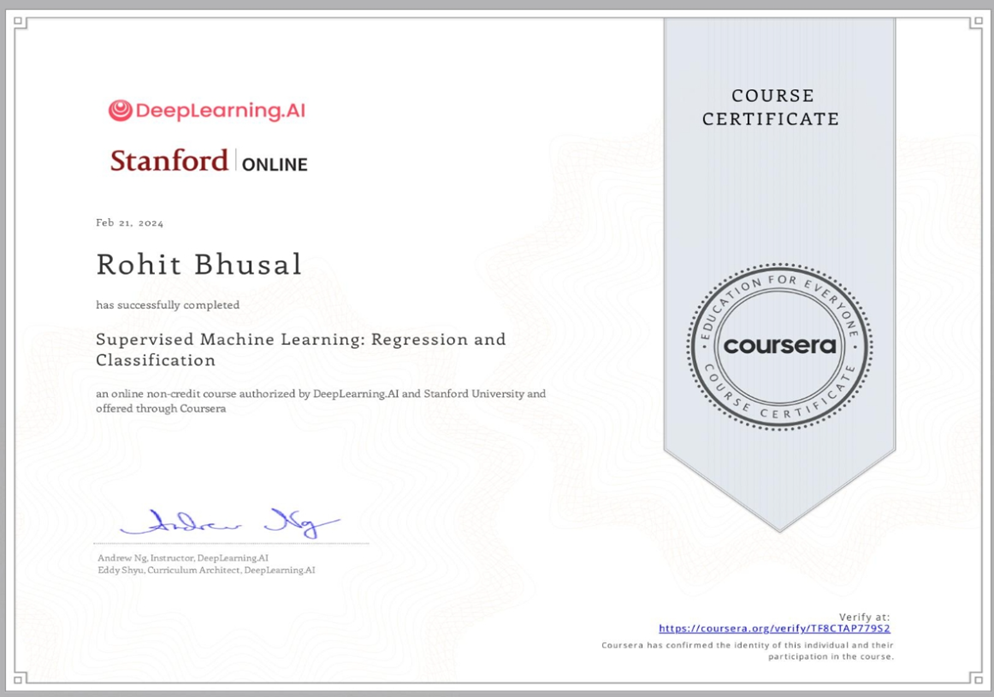 DeepLearning.AI
Stanford ONLINE
Feb 21, 2024
Rohit Bhusal
has successfully completed
Supervised Machine Learning: Regression and
Classification
an online non-credit course authorized by DeepLearning.AI and Stanford University and
offered through Coursera
Andrew Ng
Andrew Ng, Instructor, DeepLearning.AI
Eddy Shyu, Curriculum Architect, DeepLearning.AI
COURSE
CERTIFICATE
EDUCATION FOR EVERYONE
coursera
COURSE CERTIFICATE
Verify at:
https://coursera.org/verify/TF8CTAP779S2
Coursera has confirmed the identity of this individual and their
participation in the course.